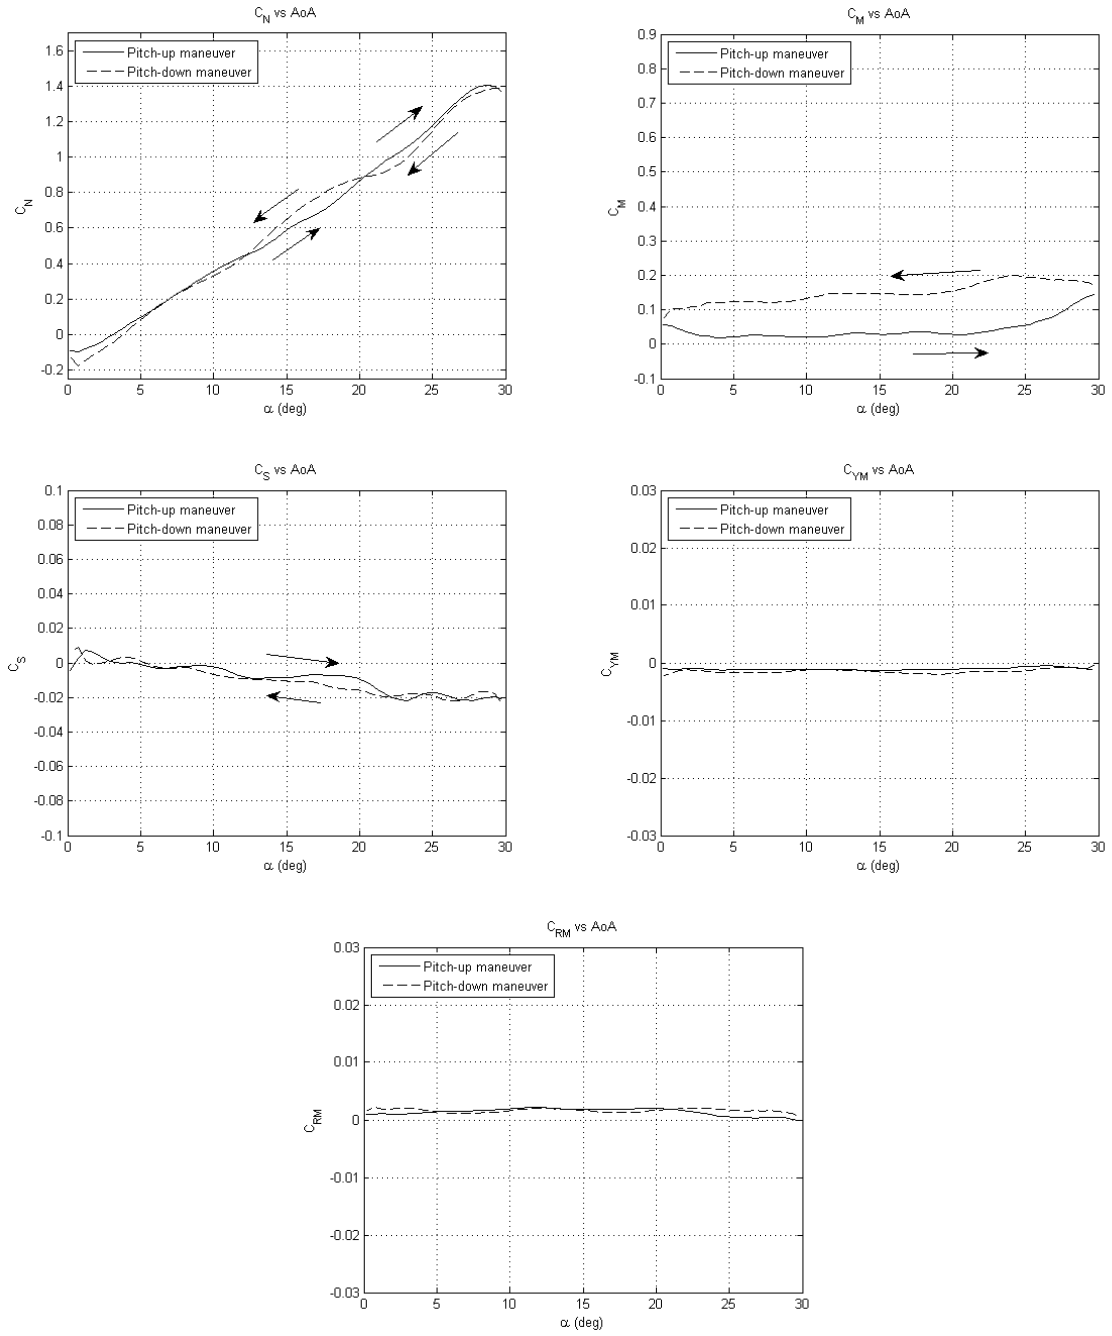 C_N vs AoA
Pitch-up maneuver
Pitch-down maneuver
1.6
1.4
1.2
1
0.8
0.6
0.4
0.2
0
-0.2
C_N
0 5 10 15 20 25 30
α (deg)
C_M vs AoA
Pitch-up maneuver
Pitch-down maneuver
0.9
0.8
0.7
0.6
0.5
0.4
0.3
0.2
0.1
0
-0.1
C_M
0 5 10 15 20 25 30
α (deg)
C_S vs AoA
Pitch-up maneuver
Pitch-down maneuver
0.1
0.08
0.06
0.04
0.02
0
-0.02
-0.04
-0.06
-0.08
-0.1
C_S
0 5 10 15 20 25 30
α (deg)
C_YM vs AoA
Pitch-up maneuver
Pitch-down maneuver
0.03
0.02
0.01
0
-0.01
-0.02
-0.03
C_YM
0 5 10 15 20 25 30
α (deg)
C_RM vs AoA
Pitch-up maneuver
Pitch-down maneuver
0.03
0.02
0.01
0
-0.01
-0.02
-0.03
C_RM
0 5 10 15 20 25 30
α (deg)